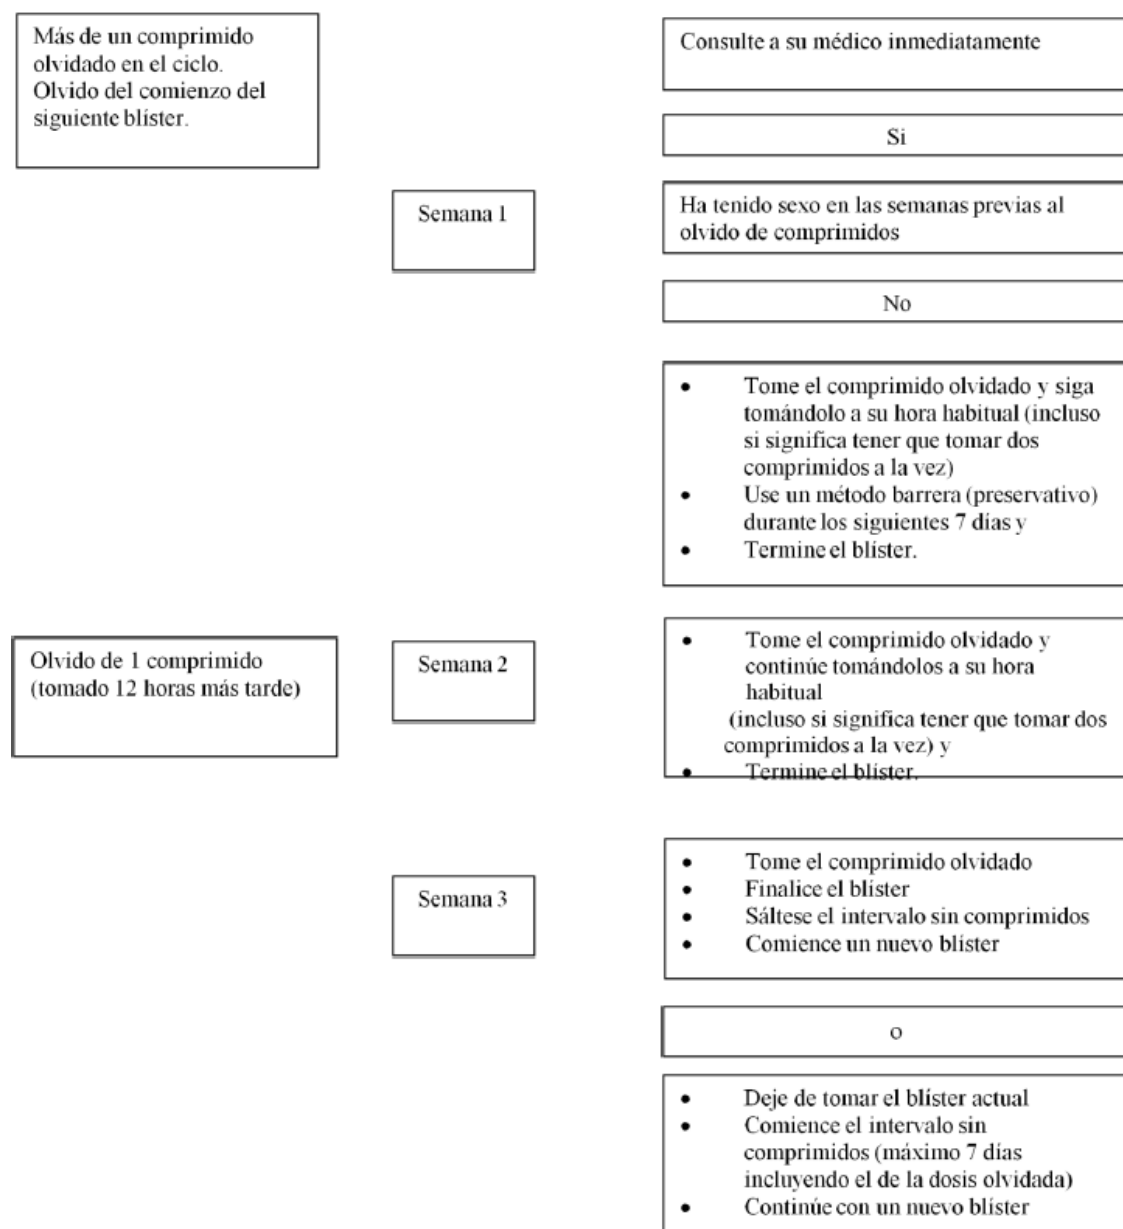 Más de un comprimido
olvidado en el ciclo.
Olvido del comienzo del
siguiente blíster.
Consulte a su médico inmediatamente
Si
Semana 1
Ha tenido sexo en las semanas previas al
olvido de comprimidos
No
• Tome el comprimido olvidado y siga
tomándolo a su hora habitual (incluso
si significa tener que tomar dos
comprimidos a la vez)
• Use un método barrera (preservativo)
durante los siguientes 7 días y
• Termine el blíster.
Olvido de 1 comprimido
(tomado 12 horas más tarde)
Semana 2
• Tome el comprimido olvidado y
continúe tomándolos a su hora
habitual
(incluso si significa tener que tomar dos
comprimidos a la vez) y
• Termine el blíster.
Semana 3
• Tome el comprimido olvidado
• Finalice el blíster
• Sáltese el intervalo sin comprimidos
• Comience un nuevo blíster
o
• Deje de tomar el blíster actual
• Comience el intervalo sin
comprimidos (máximo 7 días
incluyendo el de la dosis olvidada)
• Continúe con un nuevo blíster